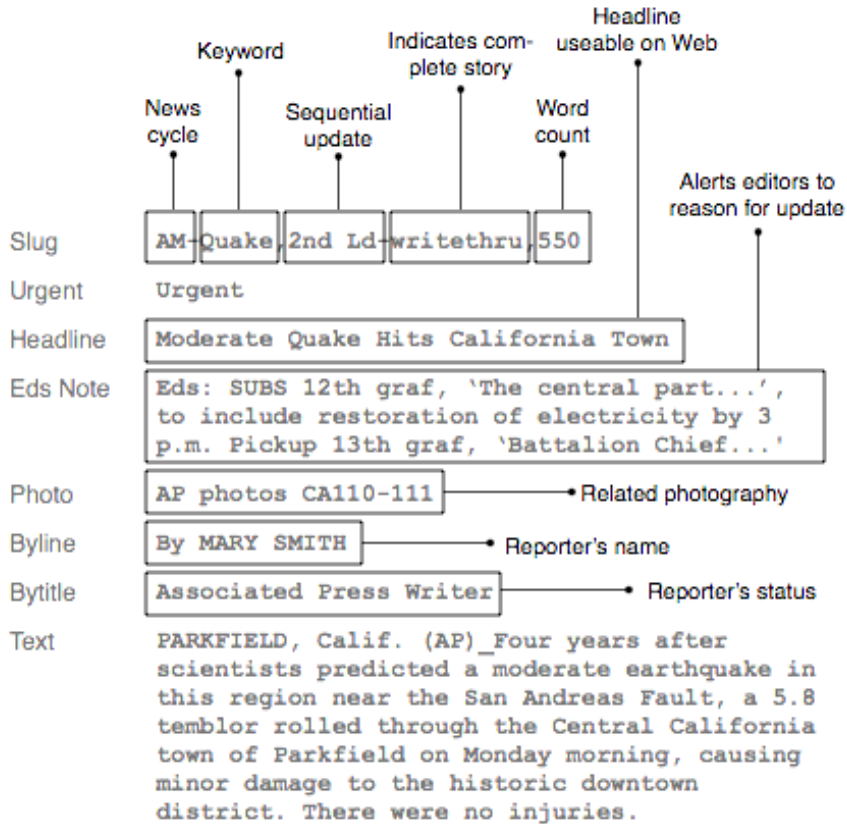 Headline
useable on Web
Indicates com-
plete story
Keyword
News
cycle
Sequential
update
Word
count
Alerts editors to
reason for update
Slug AM-Quake,2nd Ld-writethru,550
Urgent Urgent
Headline Moderate Quake Hits California Town
Eds Note Eds: SUBS 12th graf, ‘The central part...’,
to include restoration of electricity by 3
p.m. Pickup 13th graf, ‘Battalion Chief...'
Photo AP photos CA110-111 Related photography
Byline By MARY SMITH Reporter’s name
Bytitle Associated Press Writer Reporter’s status
Text PARKFIELD, Calif. (AP)_Four years after
scientists predicted a moderate earthquake in
this region near the San Andreas Fault, a 5.8
temblor rolled through the Central California
town of Parkfield on Monday morning, causing
minor damage to the historic downtown
district. There were no injuries.